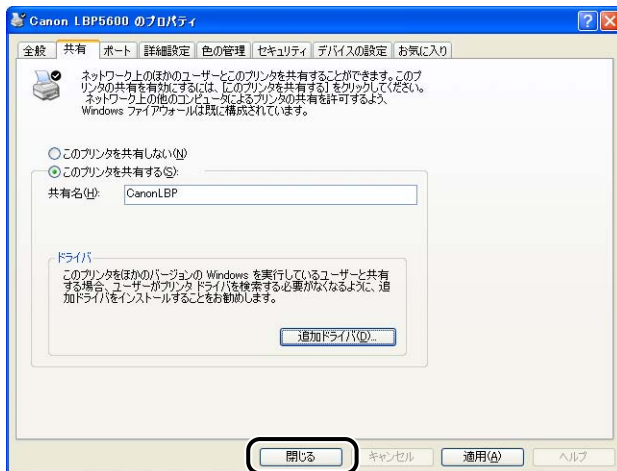 Canon LBP5600 のプロパティ
全般 共有 ポート 詳細設定 色の管理 セキュリティ デバイスの設定 お気に入り
ネットワーク上のほかのユーザーとこのプリンタを共有することができます。このプ
リンタの共有を有効にするには、[このプリンタを共有する] をクリックしてください。
ネットワーク上の他のコンピュータによるプリンタの共有を許可するよう、
Windows ファイアウォールは既に構成されています。
このプリンタを共有しない(N)
このプリンタを共有する(S):
共有名(H): CanonLBP
ドライバ
このプリンタをほかのバージョンの Windows を実行しているユーザーと共有
する場合、ユーザーがプリンタ ドライバを検索する必要がなくなるように、追
加ドライバをインストールすることをお勧めします。
追加ドライバ(D)...
閉じる キャンセル 適用(A) ヘルプ